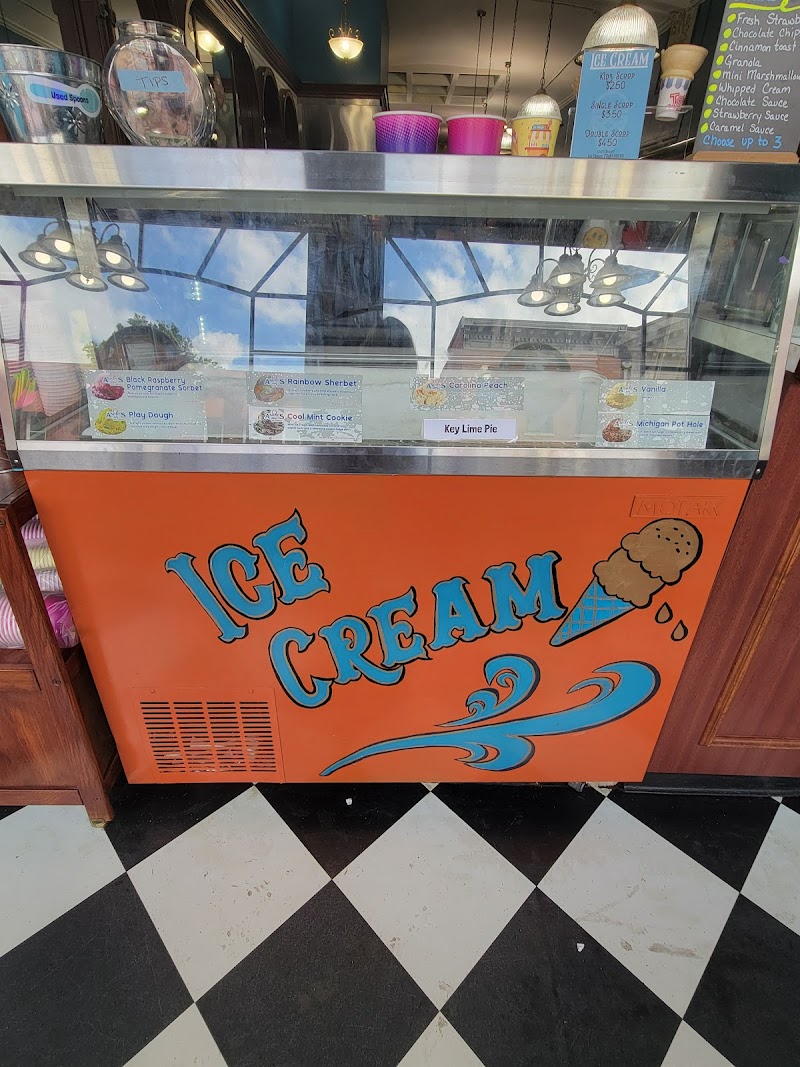 Used Spoons
TIPS
ICE CREAM
KIDS SCOOP
$2.50
SINGLE SCOOP
$3.50
DOUBLE SCOOP
$4.50
Fresh Strawb
Chocolate Chips
Cinnamon toast
Granola
Mini Marshmallow
Whipped Cream
Chocolate Sauce
Strawberry Sauce
Caramel Sauce
Choose up to 3
Black Raspberry
Pomegranate Sorbet
Play Dough
Rainbow Sherbet
Cool Mint Cookie
Carolina Peach
Key Lime Pie
Vanilla
Michigan Pot Hole
ICE
CREAM